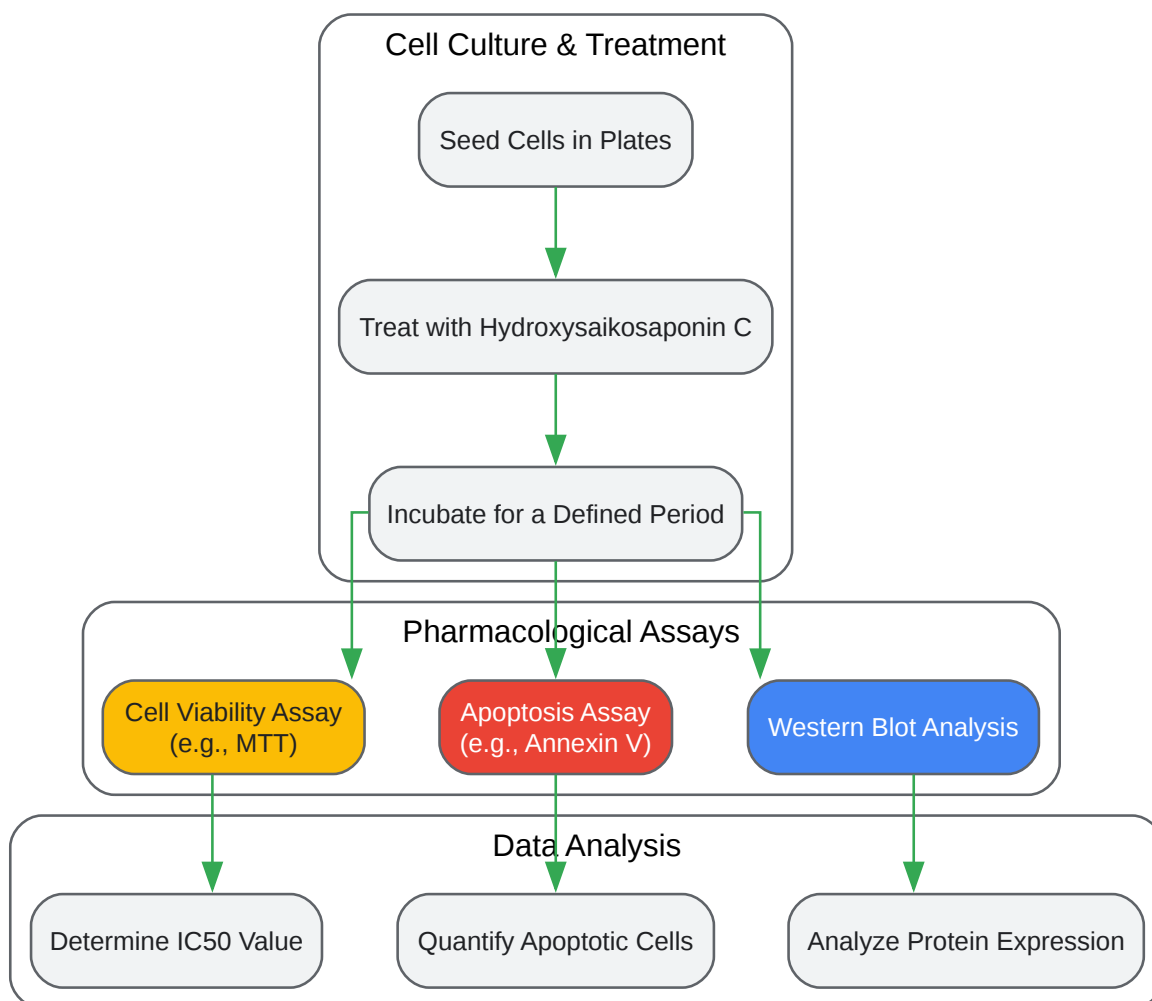 Cell Culture & Treatment
Seed Cells in Plates
Treat with Hydroxysaikosaponin C
Incubate for a Defined Period
Pharmacological Assays
Cell Viability Assay
(e.g., MTT)
Apoptosis Assay
(e.g., Annexin V)
Western Blot Analysis
Data Analysis
Determine IC50 Value
Quantify Apoptotic Cells
Analyze Protein Expression